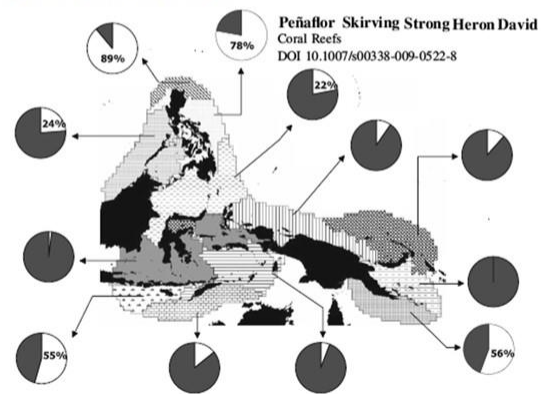 Peñaflor Skirving Strong Heron David
Coral Reefs
DOI 10.1007/s00338-009-0522-8
89%
78%
22%
24%
55%
56%